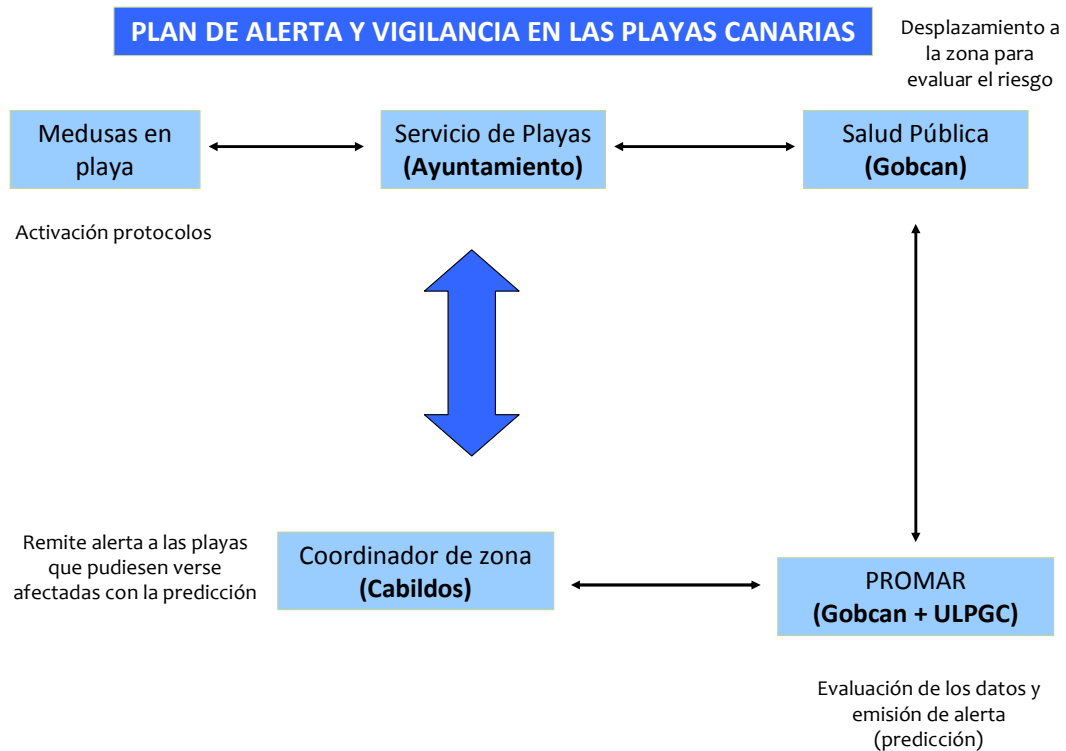 PLAN DE ALERTA Y VIGILANCIA EN LAS PLAYAS CANARIAS
Desplazamiento a
la zona para
evaluar el riesgo
Medusas en
playa
Servicio de Playas
(Ayuntamiento)
Salud Pública
(Gobcan)
Activación protocolos
Remite alerta a las playas
que pudiesen verse
afectadas con la predicción
Coordinador de zona
(Cabildos)
PROMAR
(Gobcan + ULPGC)
Evaluación de los datos y
emisión de alerta
(predicción)